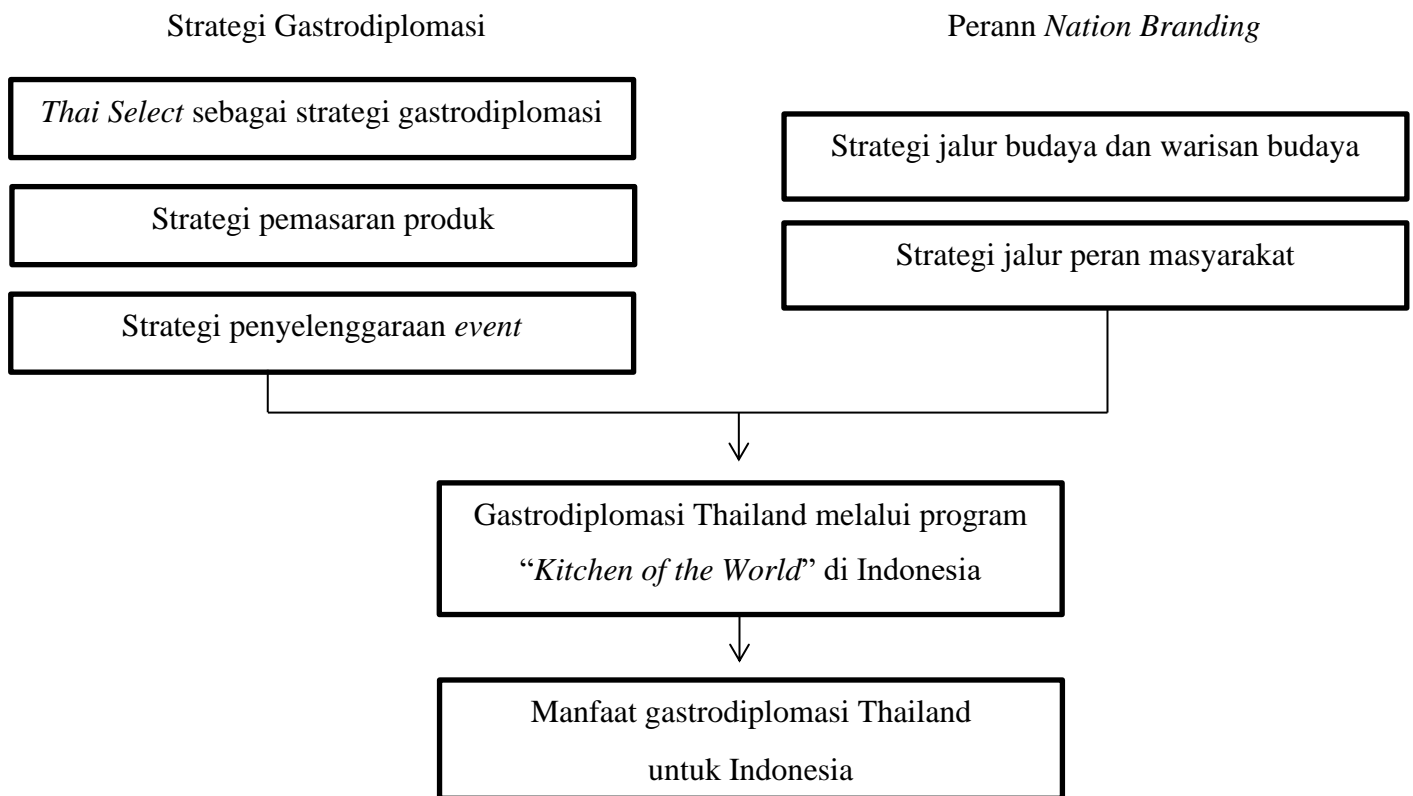 Strategi Gastrodiplomasi
Perann Nation Branding
Thai Select sebagai strategi gastrodiplomasi
Strategi pemasaran produk
Strategi penyelenggaraan event
Strategi jalur budaya dan warisan budaya
Strategi jalur peran masyarakat
Gastrodiplomasi Thailand melalui program
“Kitchen of the World” di Indonesia
Manfaat gastrodiplomasi Thailand
untuk Indonesia